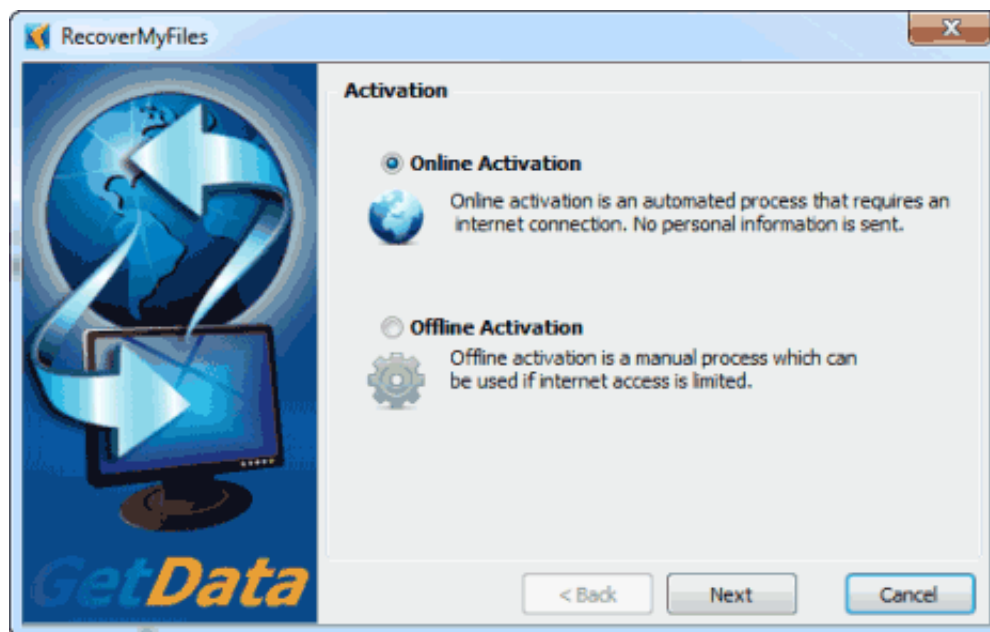 RecoverMyFiles
x
Activation
Online Activation
Online activation is an automated process that requires an
internet connection. No personal information is sent.
Offline Activation
Offline activation is a manual process which can
be used if internet access is limited.
GetData
< Back Next Cancel